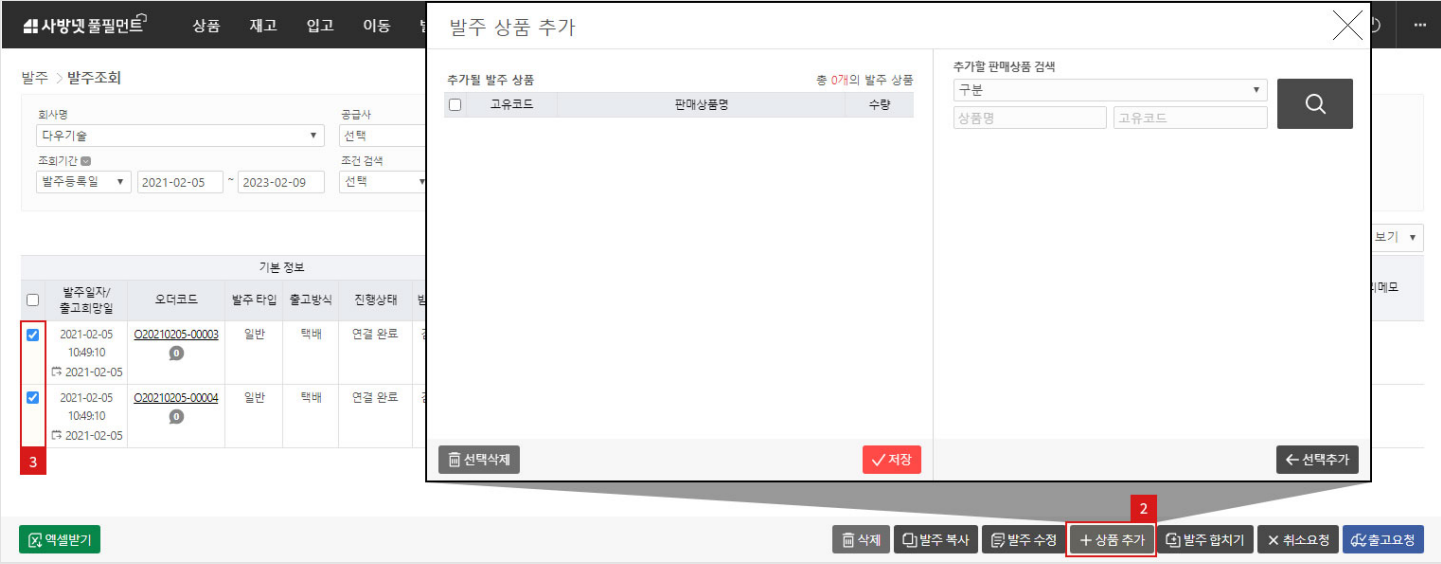 사방넷 풀필먼트 상품 재고 입고 이동
발주 > 발주조회
회사명 공급사
다우기술 선택
조회기간 조건 검색
발주등록일 2021-02-05 ~ 2023-02-09 선택
발주 상품 추가
추가될 발주 상품 총 0개의 발주 상품
고유코드 판매상품명 수량
추가할 판매상품 검색
구분
상품명 고유코드
보기
기본 정보
발주일자/
출고희망일 오더코드 발주 타입 출고방식 진행상태
리메모
2021-02-05 O20210205-00003 일반 택배 연결 완료
10:49:10 0
2021-02-05
2021-02-05 O20210205-00004 일반 택배 연결 완료
10:49:10 0
2021-02-05
3
선택삭제 저장 선택추가
2
엑셀받기 삭제 발주 복사 발주 수정 상품 추가 발주 합치기 취소요청 출고요청